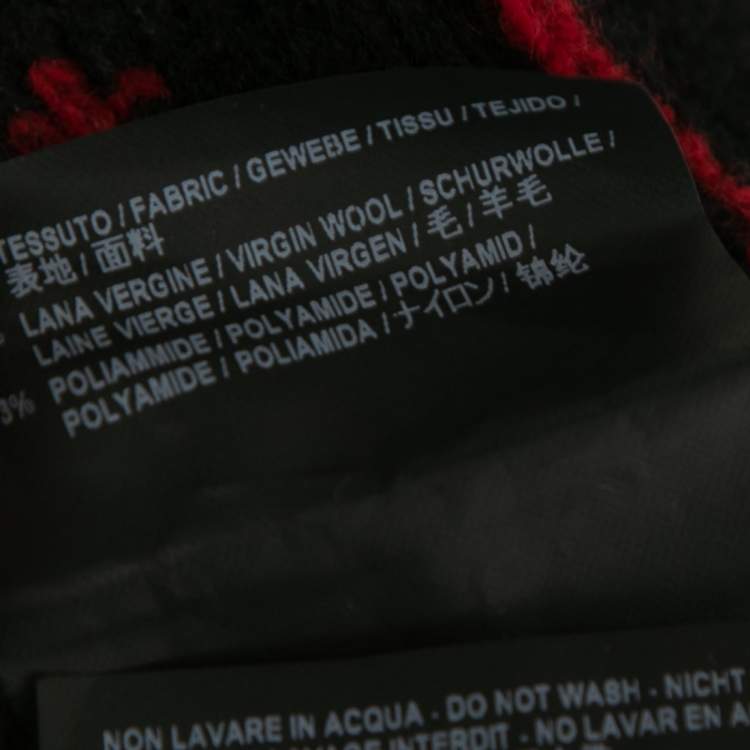 TESSUTO / FABRIC / GEWEBE / TISSU / TEJIDO /
表地 / 面料
LANA VERGINE / VIRGIN WOOL / SCHURWOLLE /
LAINE VIERGE / LANA VIRGEN / 毛 / 羊毛
3% POLIAMMIDE / POLYAMIDE / POLYAMID /
POLYAMIDE / POLIAMIDA / ナイロン / 锦纶
NON LAVARE IN ACQUA - DO NOT WASH - NICHT
INTERDIT - NO LAVAR EN A